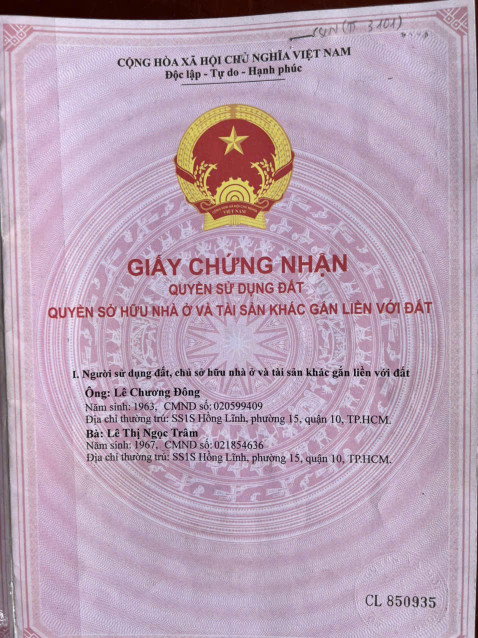 (II 3101)
CỘNG HÒA XÃ HỘI CHỦ NGHĨA VIỆT NAM
Độc lập - Tự do - Hạnh phúc
VIỆT NAM
GIẤY CHỨNG NHẬN
QUYỀN SỬ DỤNG ĐẤT
QUYỀN SỞ HỮU NHÀ Ở VÀ TÀI SẢN KHÁC GẮN LIỀN VỚI ĐẤT
I. Người sử dụng đất, chủ sở hữu nhà ở và tài sản khác gắn liền với đất
Ông: Lê Chương Đông
Năm sinh: 1963, CMND số: 020599409
Địa chỉ thường trú: SS1S Hồng Lĩnh, phường 15, quận 10, TP.HCM.
Bà: Lê Thị Ngọc Trâm
Năm sinh: 1967, CMND số: 021854636
Địa chỉ thường trú: SS1S Hồng Lĩnh, phường 15, quận 10, TP.HCM.
CL 850935